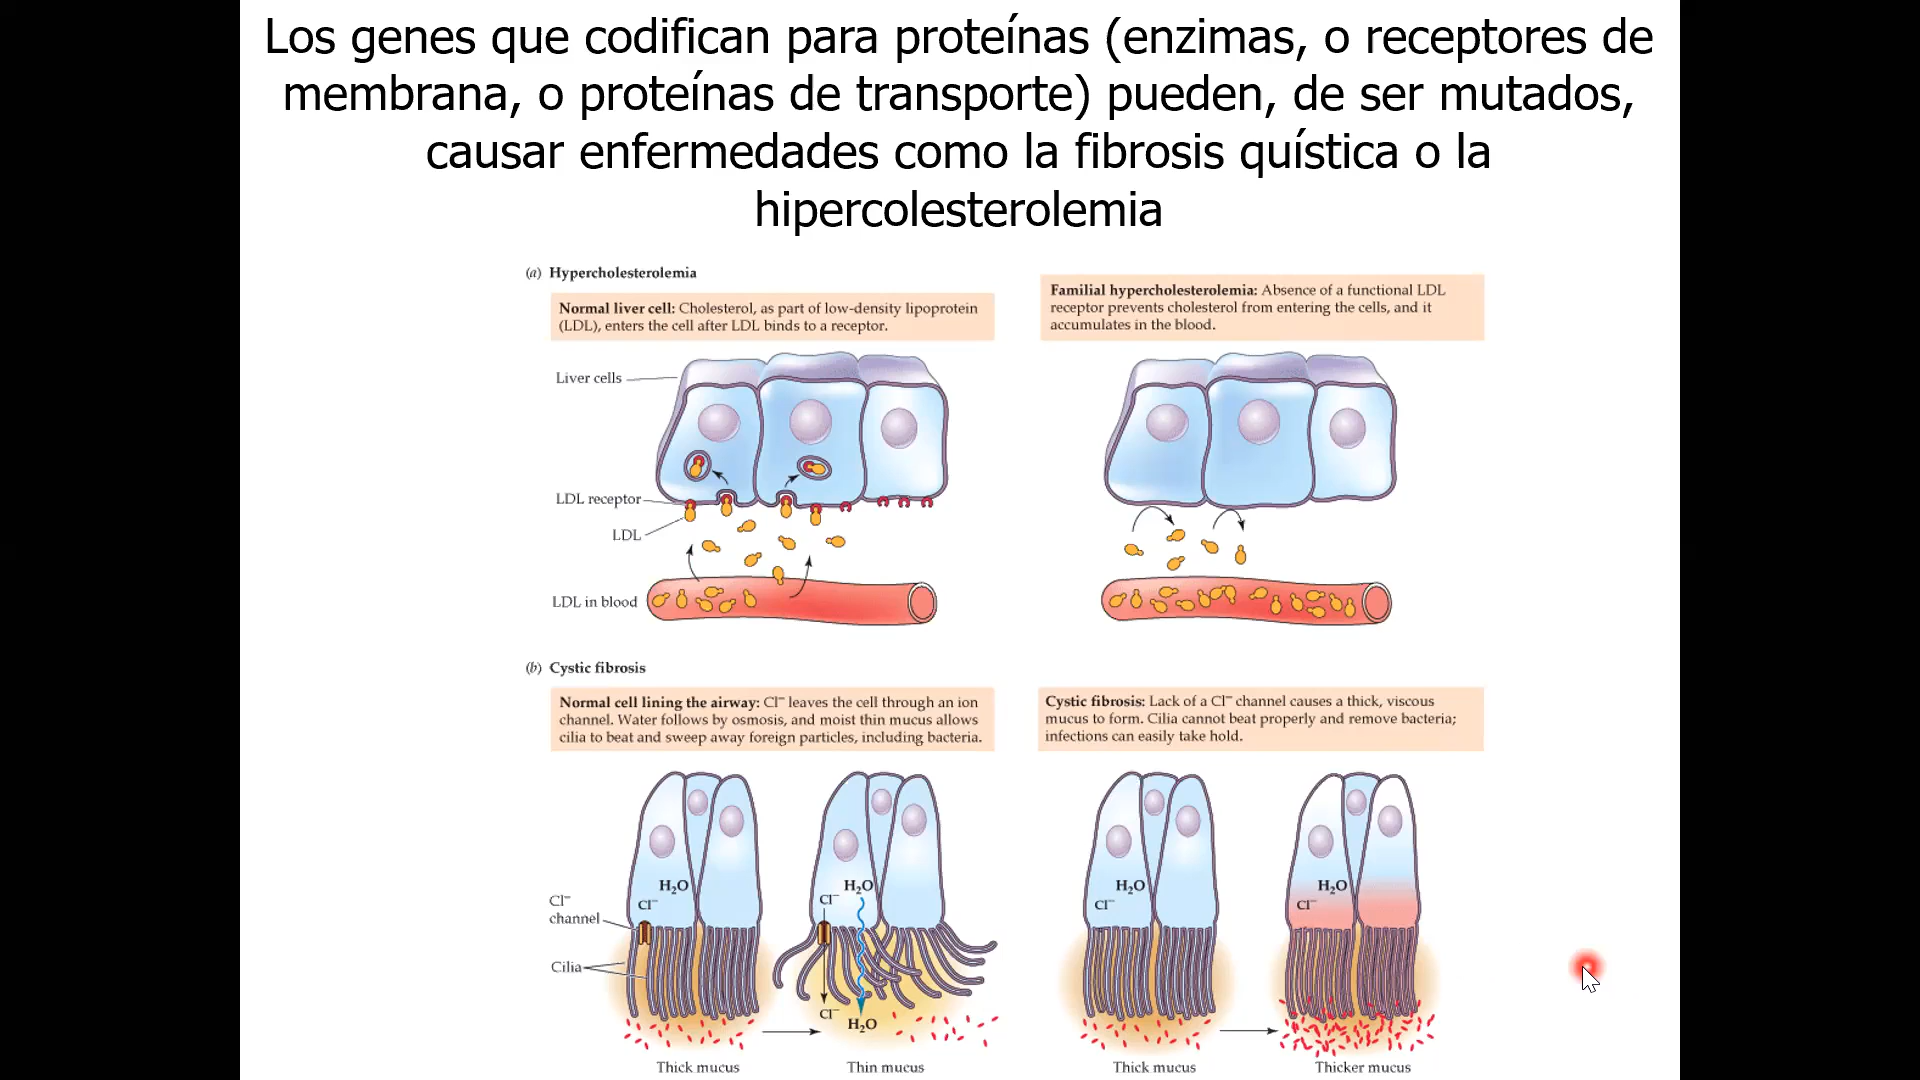 Los genes que codifican para proteínas (enzimas, o receptores de
membrana, o proteínas de transporte) pueden, de ser mutados,
causar enfermedades como la fibrosis quística o la
hipercolesterolemia
(a) Hypercholesterolemia
Normal liver cell: Cholesterol, as part of low-density lipoprotein
(LDL), enters the cell after LDL binds to a receptor.
Familial hypercholesterolemia: Absence of a functional LDL
receptor prevents cholesterol from entering the cells, and it
accumulates in the blood.
Liver cells
LDL receptor
LDL
LDL in blood
(b) Cystic fibrosis
Normal cell lining the airway: Cl⁻ leaves the cell through an ion
channel. Water follows by osmosis, and moist thin mucus allows
cilia to beat and sweep away foreign particles, including bacteria.
Cystic fibrosis: Lack of a Cl⁻ channel causes a thick, viscous
mucus to form. Cilia cannot beat properly and remove bacteria;
infections can easily take hold.
Cl⁻
channel
Cilia
H₂O
Cl⁻
Thick mucus
H₂O
Cl⁻
Cl⁻
H₂O
Thin mucus
H₂O
Cl⁻
Thick mucus
H₂O
Cl⁻
Thicker mucus